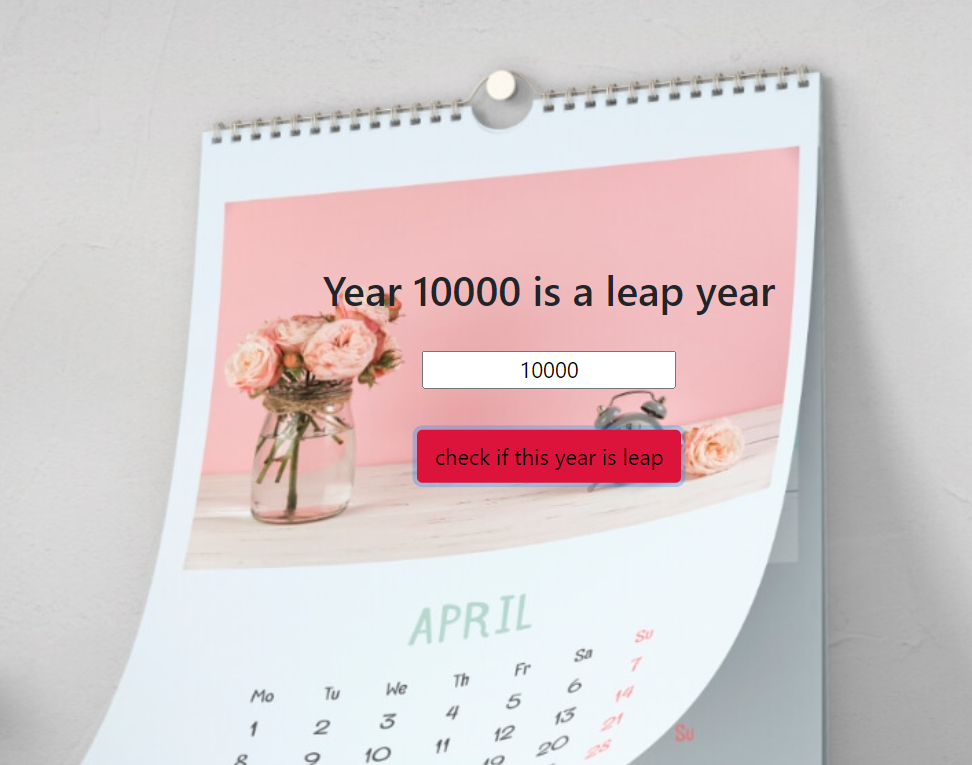 Year 10000 is a leap year
10000
check if this year is leap
APRIL
Mo Tu We Th Fr Sa Su
1 2 3 4 5 6 7
8 9 10 11 12 13 14
19 20 21
28
Su